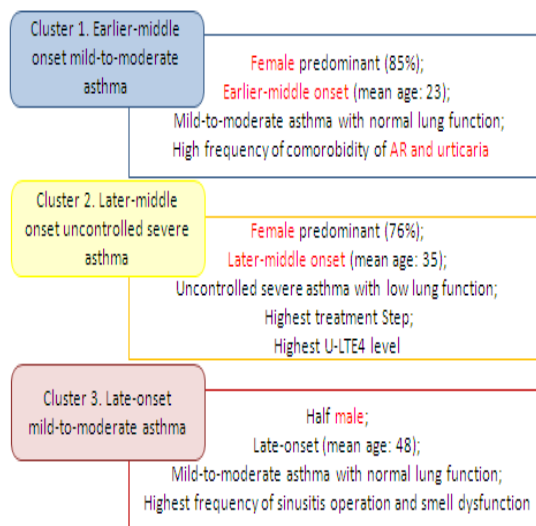 Cluster 1. Earlier-middle
onset mild-to-moderate
asthma
Female predominant (85%);
Earlier-middle onset (mean age: 23);
Mild-to-moderate asthma with normal lung function;
High frequency of comorobidity of AR and urticaria
Cluster 2. Later-middle
onset uncontrolled severe
asthma
Female predominant (76%);
Later-middle onset (mean age: 35);
Uncontrolled severe asthma with low lung function;
Highest treatment Step;
Highest U-LTE4 level
Cluster 3. Late-onset
mild-to-moderate asthma
Half male;
Late-onset (mean age: 48);
Mild-to-moderate asthma with normal lung function;
Highest frequency of sinusitis operation and smell dysfunction